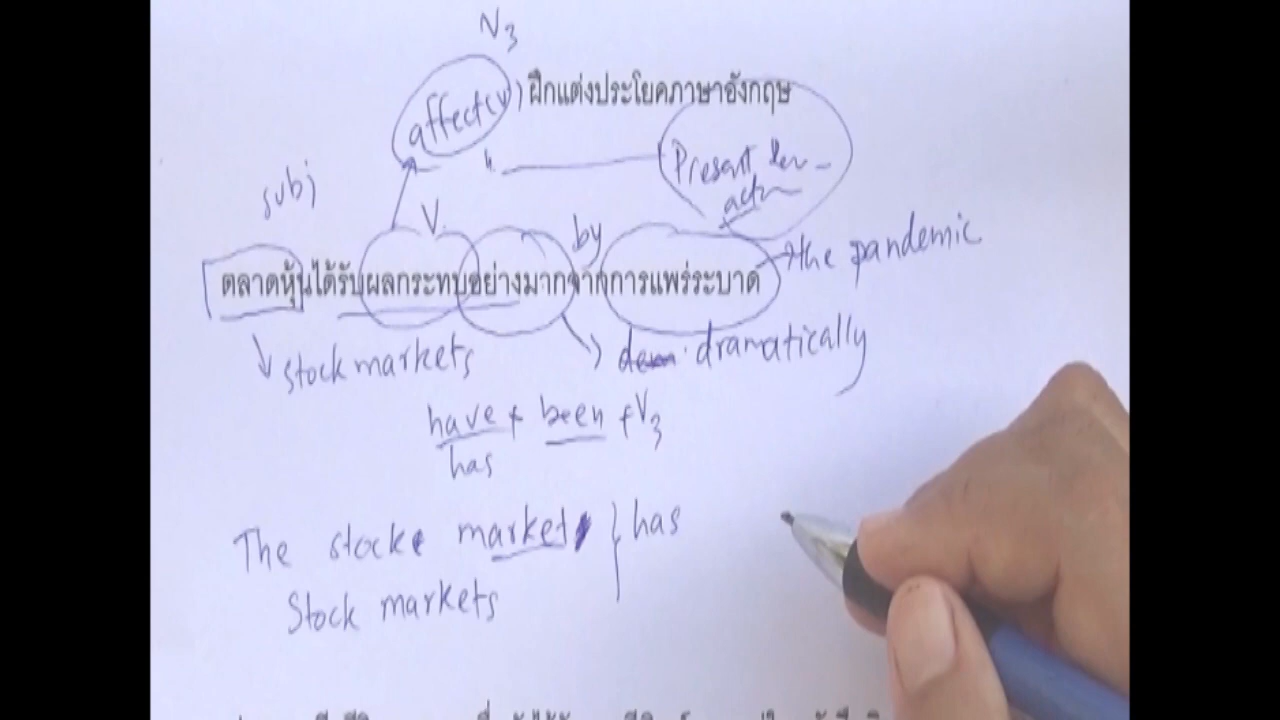 V3
affect(v) ฝึกแต่งประโยคภาษาอังกฤษ
Present
subj V. by → the pandemic
ตลาดหุ้นได้รับผลกระทบอย่างมากจากการแพร่ระบาด
stock markets dramatically
have + been + V3
has
The stock market } has
Stock markets